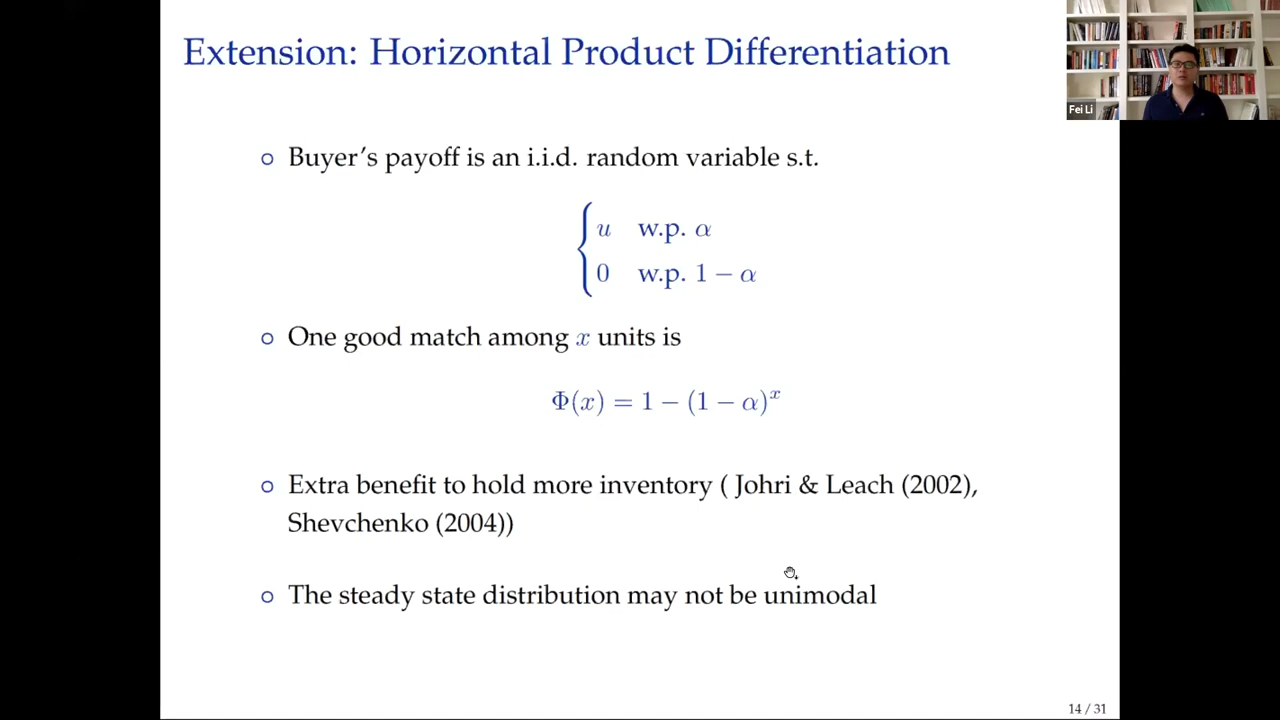 Extension: Horizontal Product Differentiation
Fei Li
○ Buyer's payoff is an i.i.d. random variable s.t.
u w.p. α
0 w.p. 1 − α
○ One good match among x units is
Φ(x) = 1 − (1 − α)^x
○ Extra benefit to hold more inventory ( Johri & Leach (2002),
Shevchenko (2004))
○ The steady state distribution may not be unimodal
14 / 31